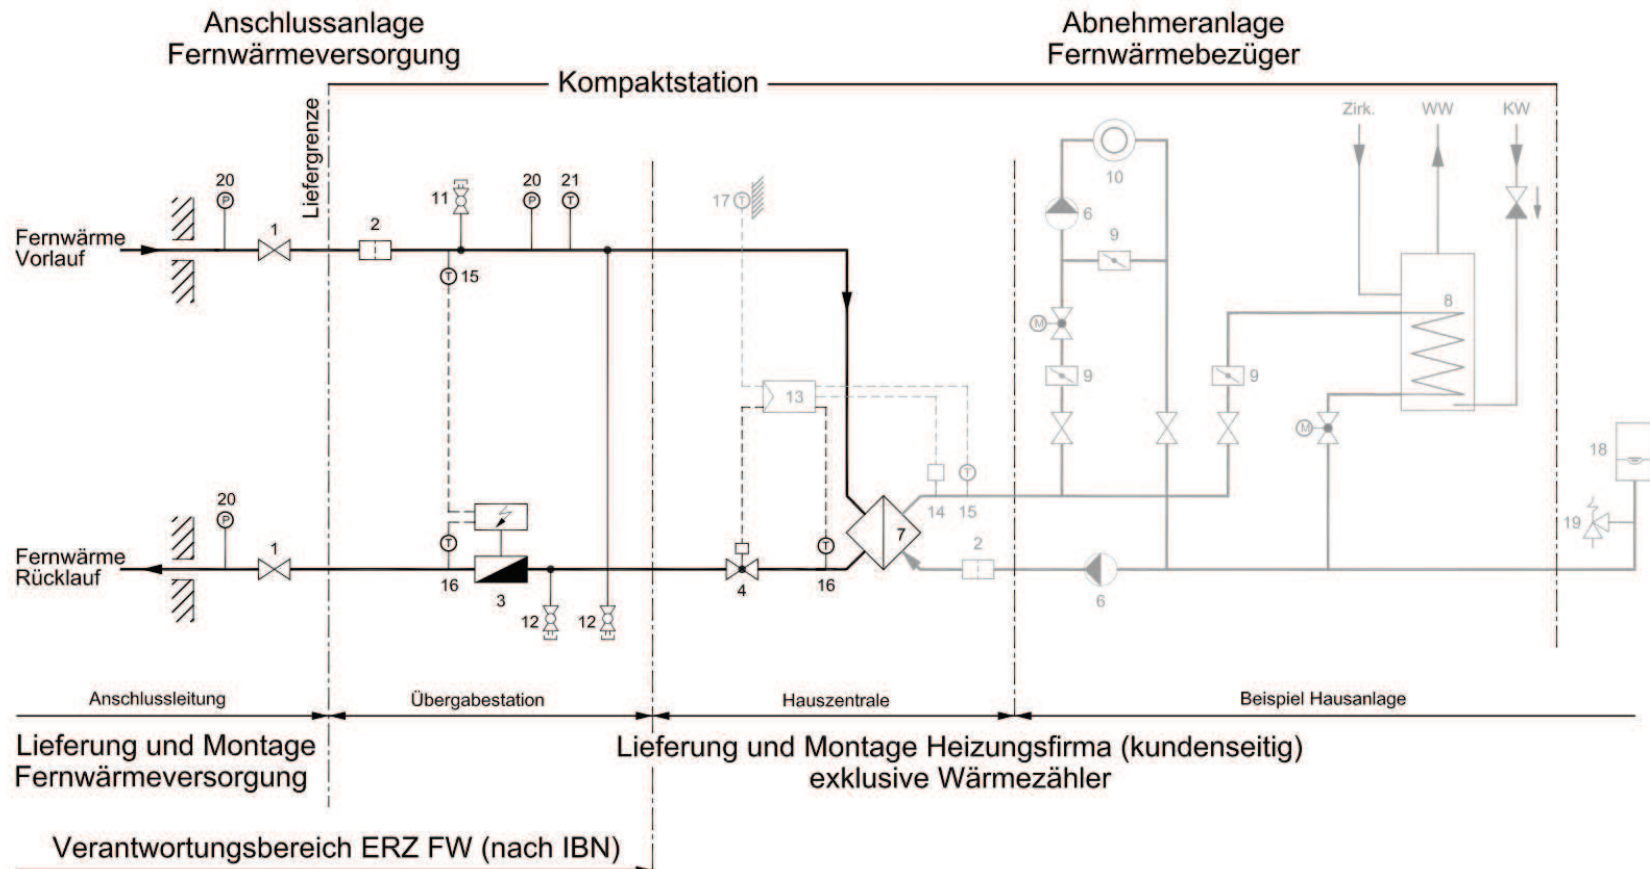 Anschlussanlage
Fernwärmeversorgung
Abnehmeranlage
Fernwärmebezüger
Kompaktstation
Liefergrenze
Zirk.
WW
KW
20
P
11
20
P
21
T
17
T
10
6
1
2
9
Fernwärme
Vorlauf
T
15
8
M
13
9
9
M
18
20
P
14
T
15
19
Fernwärme
Rücklauf
1
T
16
3
4
T
16
7
2
6
12
12
Anschlussleitung
Übergabestation
Hauszentrale
Beispiel Hausanlage
Lieferung und Montage
Fernwärmeversorgung
Lieferung und Montage Heizungsfirma (kundenseitig)
exklusive Wärmezähler
Verantwortungsbereich ERZ FW (nach IBN)